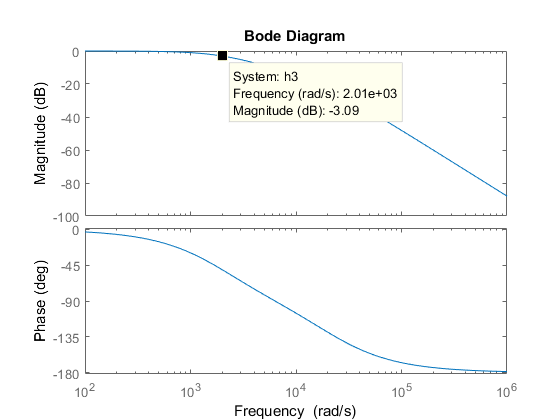 Bode Diagram
0
-20
-40
-60
-80
-100
Magnitude (dB)
System: h3
Frequency (rad/s): 2.01e+03
Magnitude (dB): -3.09
0
-45
-90
-135
-180
Phase (deg)
10^2 10^3 10^4 10^5 10^6
Frequency (rad/s)